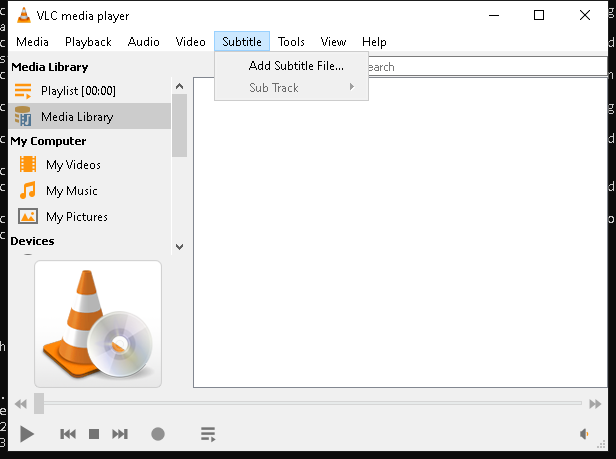 VLC media player
Media Playback Audio Video Subtitle Tools View Help
Add Subtitle File...
Sub Track
Media Library
Playlist [00:00]
Media Library
My Computer
My Videos
My Music
My Pictures
Devices